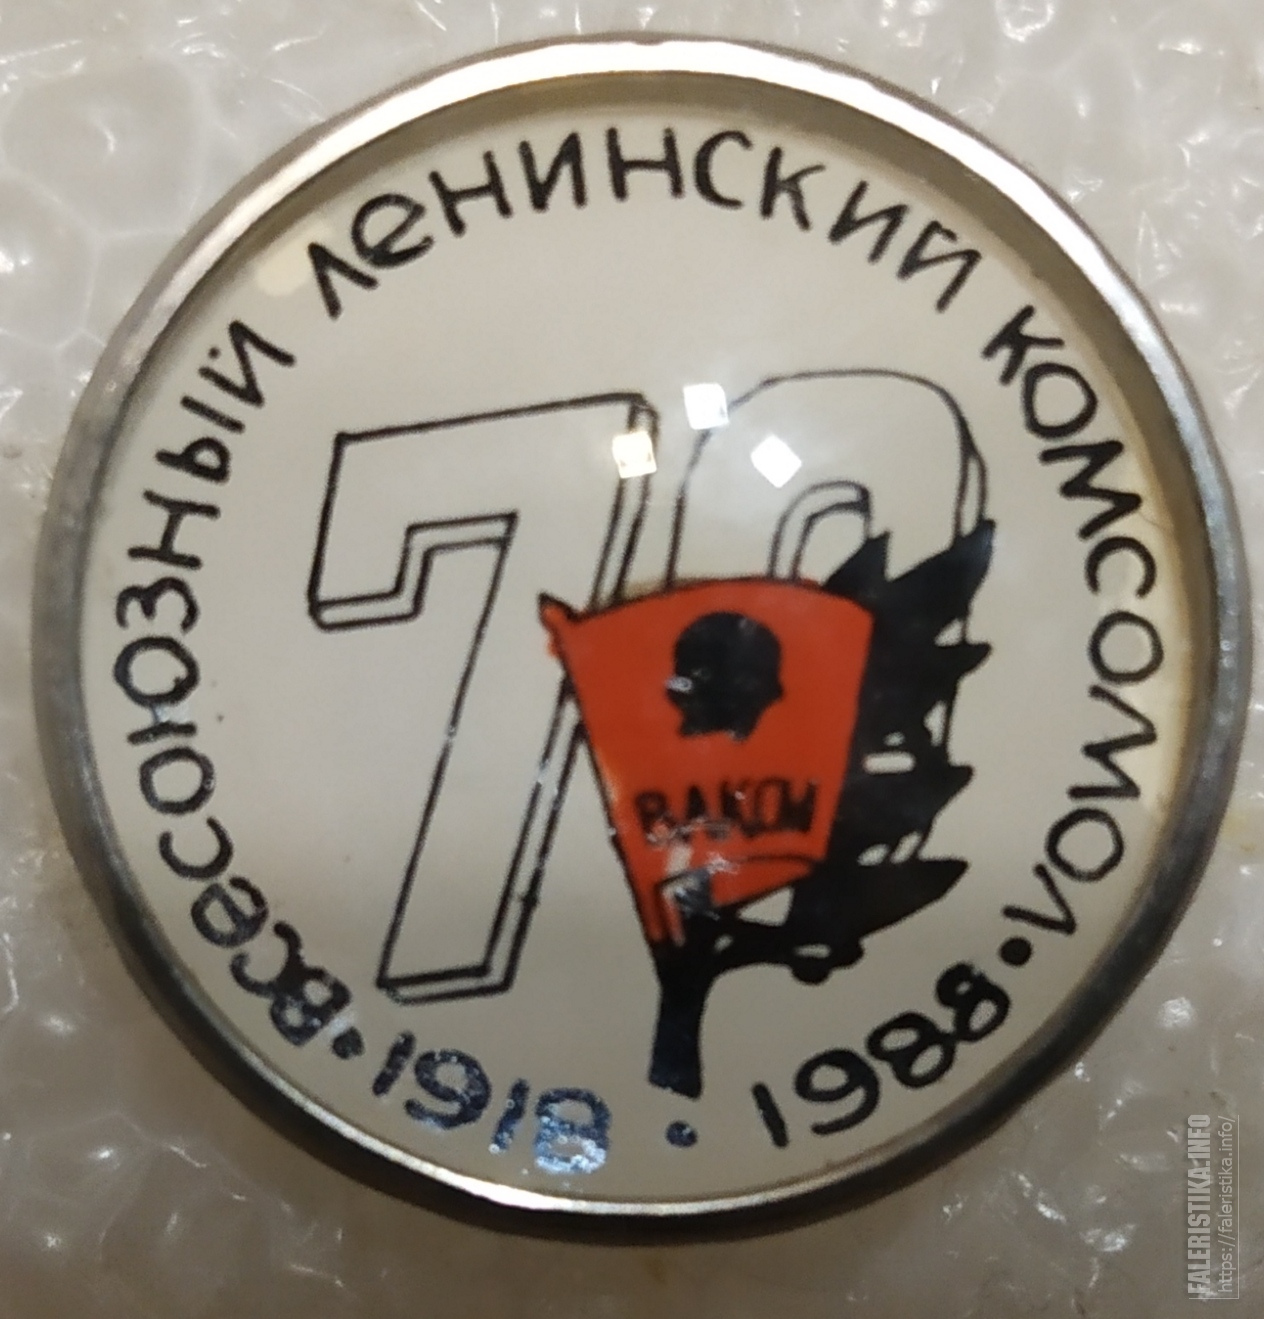 ВСЕСОЮЗНЫЙ ЛЕНИНСКИЙ КОМСОМОЛ
• 1918 • 1988 •
70
ВЛКСМ
FALERISTIKA.INFO
https://faleristika.info/